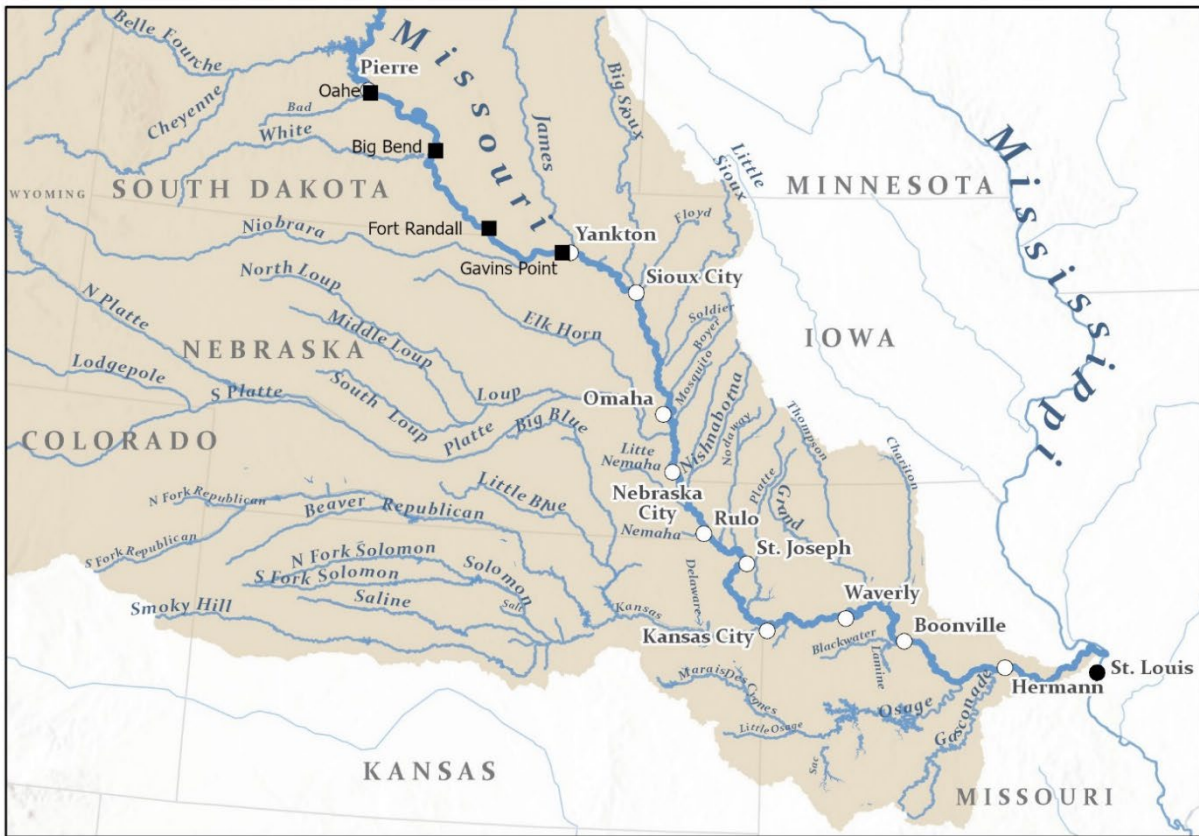 Belle Fourche
Missouri
Pierre
Oahe
Big Sioux
Cheyenne
Bad
James
White
Big Bend
Little
Sioux
Mississippi
MINNESOTA
WYOMING
SOUTH DAKOTA
Fort Randall
Floyd
Niobrara
Yankton
Gavins Point
North Loup
Sioux City
N Platte
Elk Horn
Soldier
Middle Loup
Boyer
IOWA
NEBRASKA
Mosquito
Lodgepole
S Platte
Loup
South Loup
Nishnabotna
Omaha
Big Blue
Platte
Thompson
COLORADO
Nodaway
Litte
Nemaha
Chariton
Platte
Grand
Little Blue
Nebraska
City
N Fork Republican
Beaver
Republican
Rulo
Nemaha
St. Joseph
S Fork Republican
N Fork Solomon
S Fork Solomon
Solomon
Delaware
Saline
Waverly
Smoky Hill
Salt
Kansas
Kansas City
Boonville
Blackwater
Lamine
St. Louis
Marais Des Cygnes
Hermann
Osage
Gasconade
Little Osage
Sac
KANSAS
MISSOURI